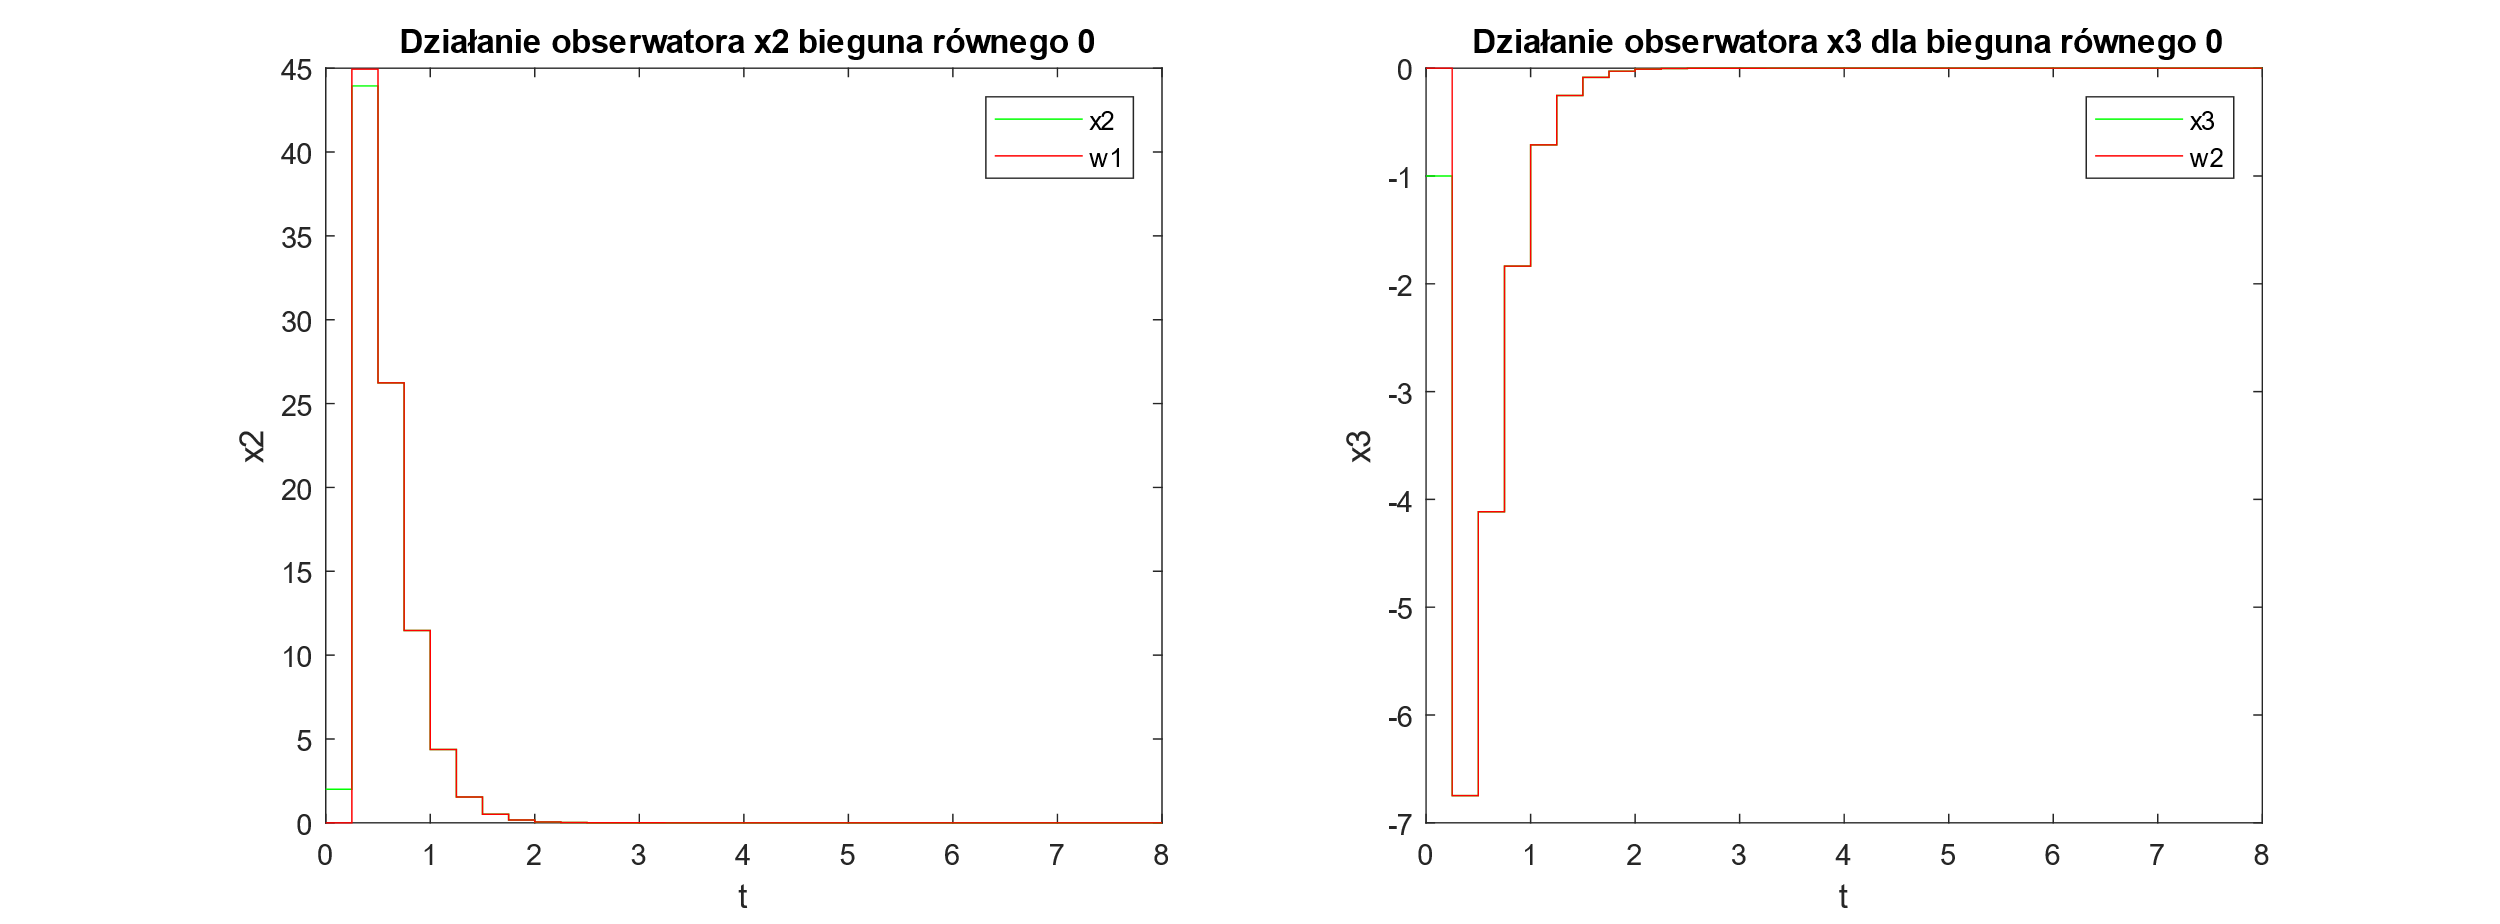 Działanie obserwatora x2 bieguna równego 0
45
40
35
30
25
20
15
10
5
0
x2
0 1 2 3 4 5 6 7 8
t
x2
w1
Działanie obserwatora x3 dla bieguna równego 0
0
-1
-2
-3
-4
-5
-6
-7
x3
0 1 2 3 4 5 6 7 8
t
x3
w2